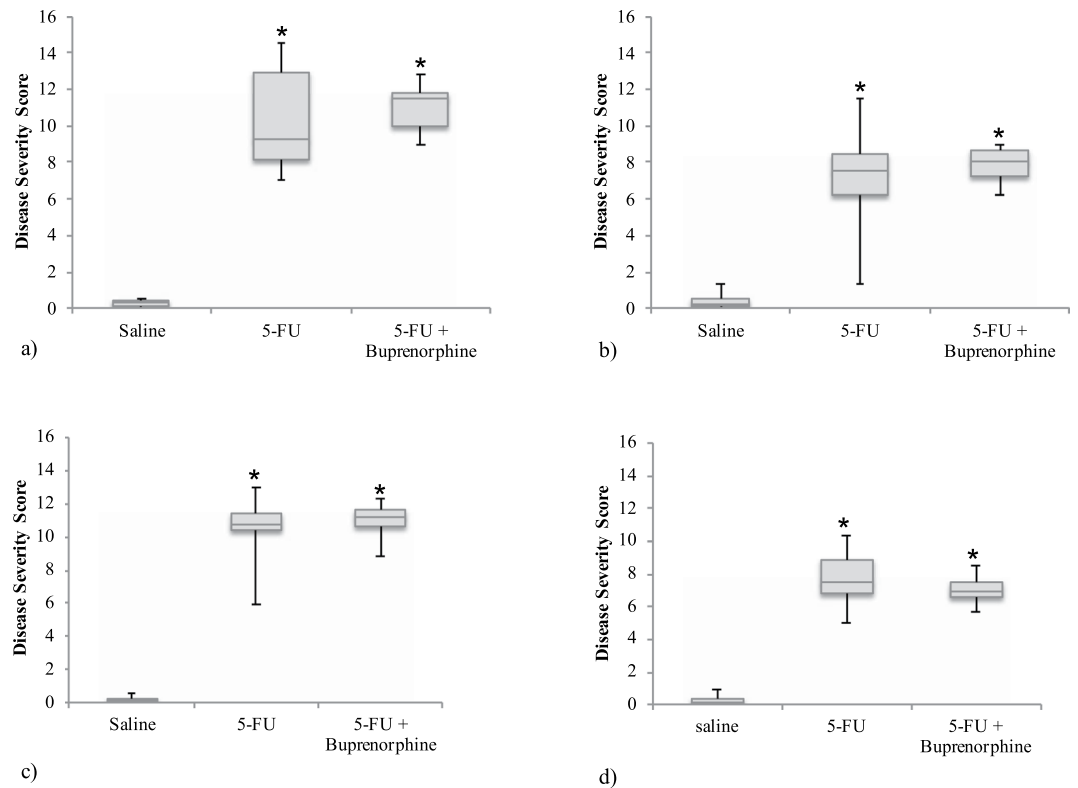 16
14
12
10
8
6
4
2
0
Disease Severity Score
*
*
Saline
5-FU
5-FU +
Buprenorphine
a)
16
14
12
10
8
6
4
2
0
Disease Severity Score
*
*
Saline
5-FU
5-FU +
Buprenorphine
b)
16
14
12
10
8
6
4
2
0
Disease Severity Score
*
*
Saline
5-FU
5-FU +
Buprenorphine
c)
16
14
12
10
8
6
4
2
0
Disease Severity Score
*
*
saline
5-FU
5-FU +
Buprenorphine
d)